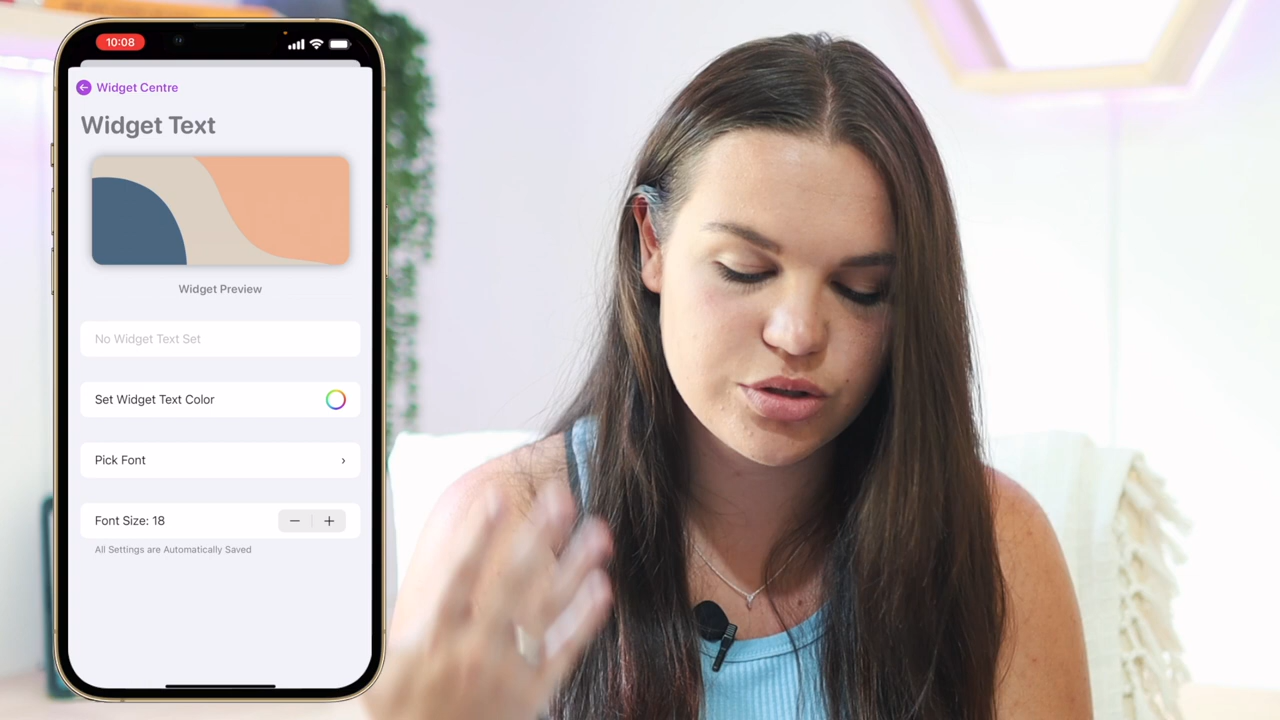 10:08
Widget Centre
Widget Text
Widget Preview
No Widget Text Set
Set Widget Text Color
Pick Font
Font Size: 18
All Settings are Automatically Saved